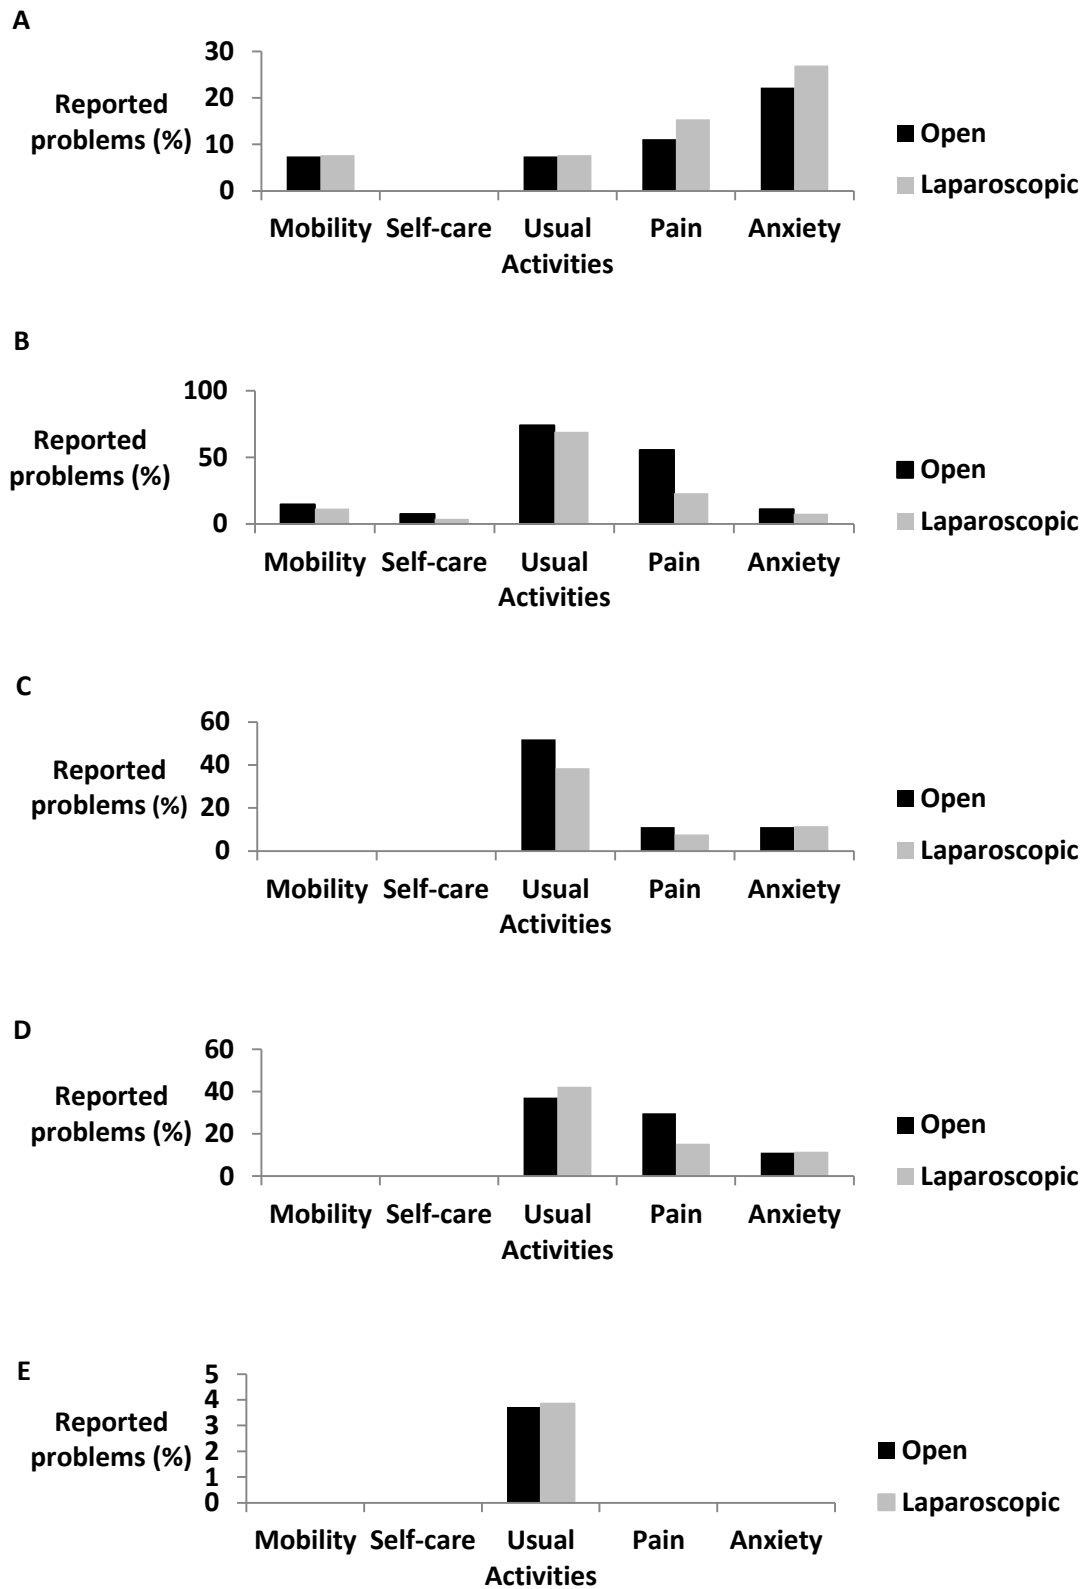 A
30
20
10
0
Reported
problems (%)
Open
Laparoscopic
Mobility Self-care Usual Pain Anxiety
Activities
B
100
50
0
Reported
problems (%)
Open
Laparoscopic
Mobility Self-care Usual Pain Anxiety
Activities
C
60
40
20
0
Reported
problems (%)
Open
Laparoscopic
Mobility Self-care Usual Pain Anxiety
Activities
D
60
40
20
0
Reported
problems (%)
Open
Laparoscopic
Mobility Self-care Usual Pain Anxiety
Activities
E
5
4
3
2
1
0
Reported
problems (%)
Open
Laparoscopic
Mobility Self-care Usual Pain Anxiety
Activities